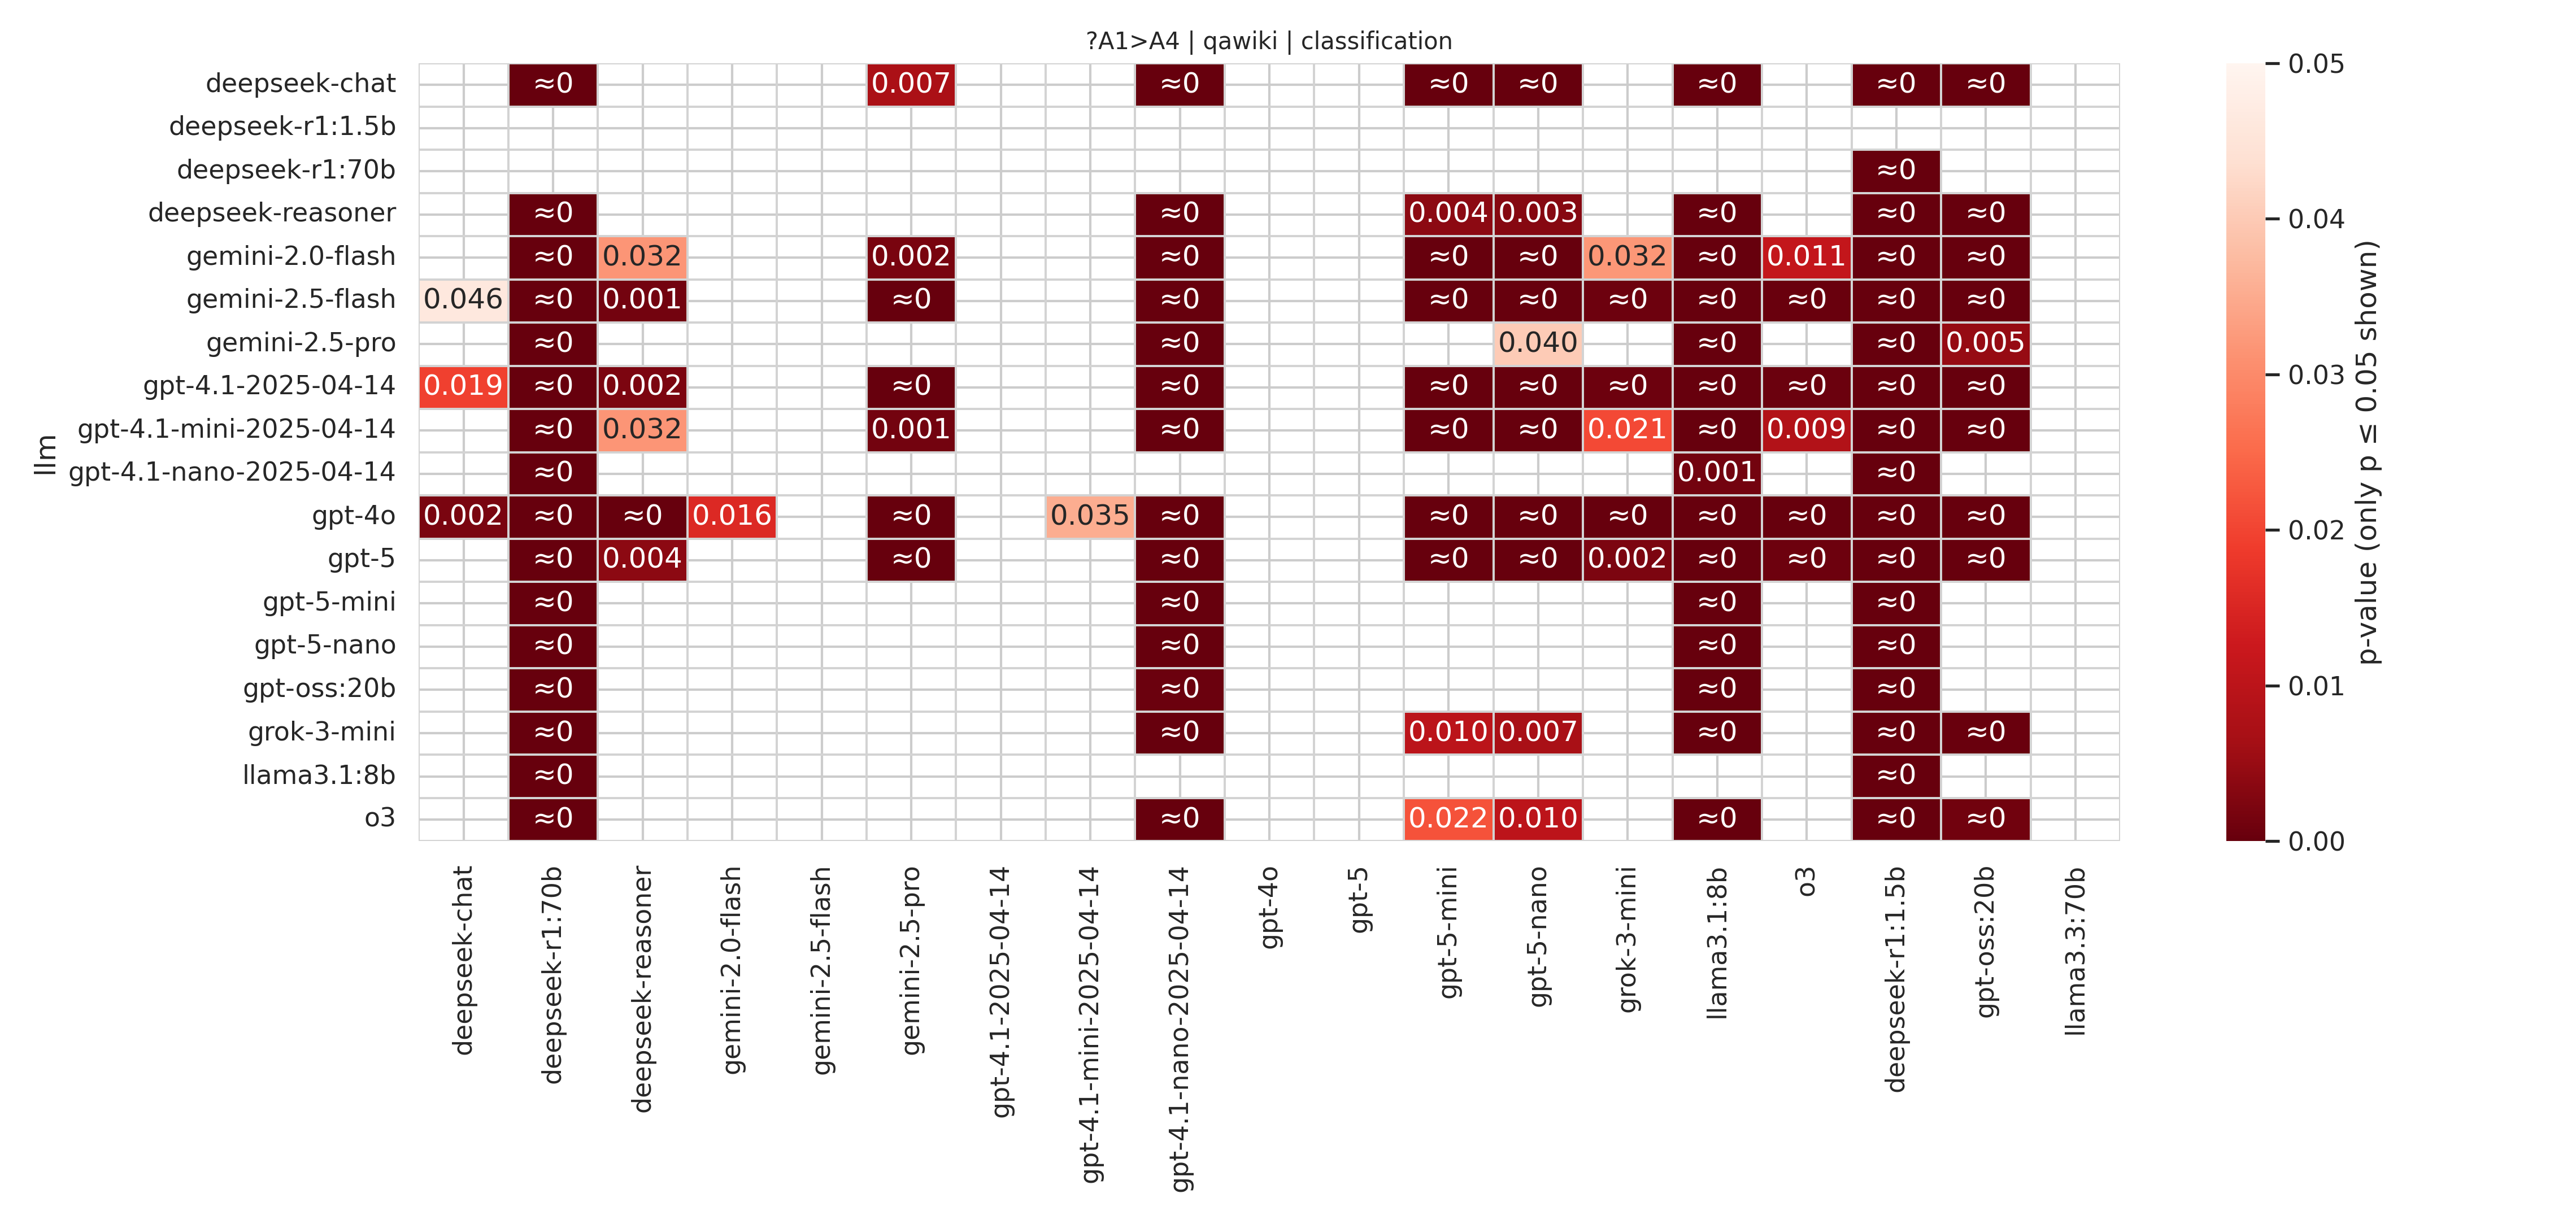 ?A1>A4 | qawiki | classification
llm
deepseek-chat ≈0 0.007 ≈0 ≈0 ≈0 ≈0 ≈0 ≈0
deepseek-r1:1.5b
deepseek-r1:70b ≈0
deepseek-reasoner ≈0 ≈0 0.004 0.003 ≈0 ≈0 ≈0
gemini-2.0-flash ≈0 0.032 0.002 ≈0 ≈0 ≈0 0.032 ≈0 0.011 ≈0 ≈0
gemini-2.5-flash 0.046 ≈0 0.001 ≈0 ≈0 ≈0 ≈0 ≈0 ≈0 ≈0 ≈0 ≈0
gemini-2.5-pro ≈0 ≈0 0.040 ≈0 ≈0 0.005
gpt-4.1-2025-04-14 0.019 ≈0 0.002 ≈0 ≈0 ≈0 ≈0 ≈0 ≈0 ≈0 ≈0 ≈0
gpt-4.1-mini-2025-04-14 ≈0 0.032 0.001 ≈0 ≈0 ≈0 0.021 ≈0 0.009 ≈0 ≈0
gpt-4.1-nano-2025-04-14 ≈0 0.001 ≈0
gpt-4o 0.002 ≈0 ≈0 0.016 ≈0 0.035 ≈0 ≈0 ≈0 ≈0 ≈0 ≈0 ≈0 ≈0
gpt-5 ≈0 0.004 ≈0 ≈0 ≈0 ≈0 0.002 ≈0 ≈0 ≈0 ≈0
gpt-5-mini ≈0 ≈0 ≈0 ≈0
gpt-5-nano ≈0 ≈0 ≈0 ≈0
gpt-oss:20b ≈0 ≈0 ≈0 ≈0
grok-3-mini ≈0 ≈0 0.010 0.007 ≈0 ≈0 ≈0
llama3.1:8b ≈0 ≈0
o3 ≈0 ≈0 0.022 0.010 ≈0 ≈0 ≈0
deepseek-chat
deepseek-r1:70b
deepseek-reasoner
gemini-2.0-flash
gemini-2.5-flash
gemini-2.5-pro
gpt-4.1-2025-04-14
gpt-4.1-mini-2025-04-14
gpt-4.1-nano-2025-04-14
gpt-4o
gpt-5
gpt-5-mini
gpt-5-nano
grok-3-mini
llama3.1:8b
o3
deepseek-r1:1.5b
gpt-oss:20b
llama3.3:70b
0.05
0.04
0.03
0.02
0.01
0.00
p-value (only p ≤ 0.05 shown)